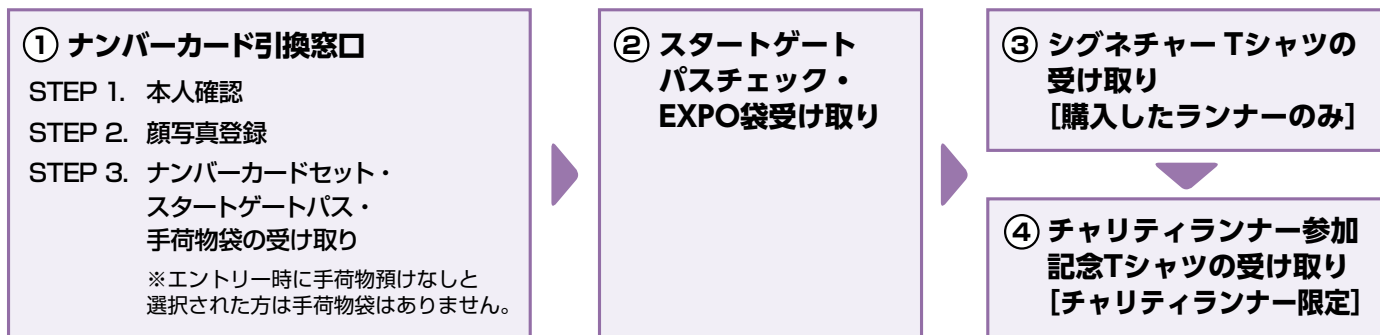 ① ナンバーカード引換窓口
STEP 1. 本人確認
STEP 2. 顔写真登録
STEP 3. ナンバーカードセット・
スタートゲートパス・
手荷物袋の受け取り
※エントリー時に手荷物預けなしと
選択された方は手荷物袋はありません。
② スタートゲート
パスチェック・
EXPO袋受け取り
③ シグネチャー Tシャツの
受け取り
［購入したランナーのみ］
④ チャリティランナー参加
記念Tシャツの受け取り
［チャリティランナー限定］